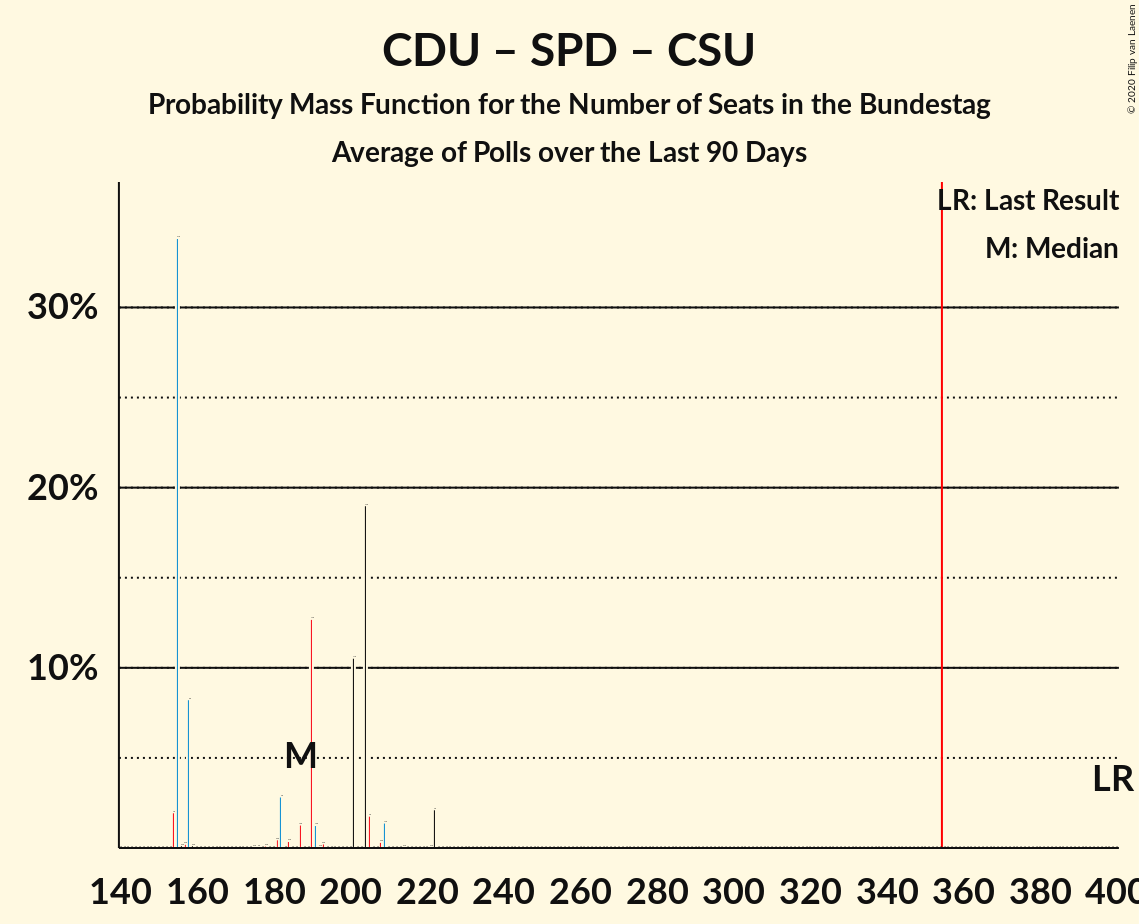 CDU – SPD – CSU
Probability Mass Function for the Number of Seats in the Bundestag
Average of Polls over the Last 90 Days
© 2020 Filip van Laenen
LR: Last Result
M: Median
30%
20%
10%
M
LR
140 160 180 200 220 240 260 280 300 320 340 360 380 400